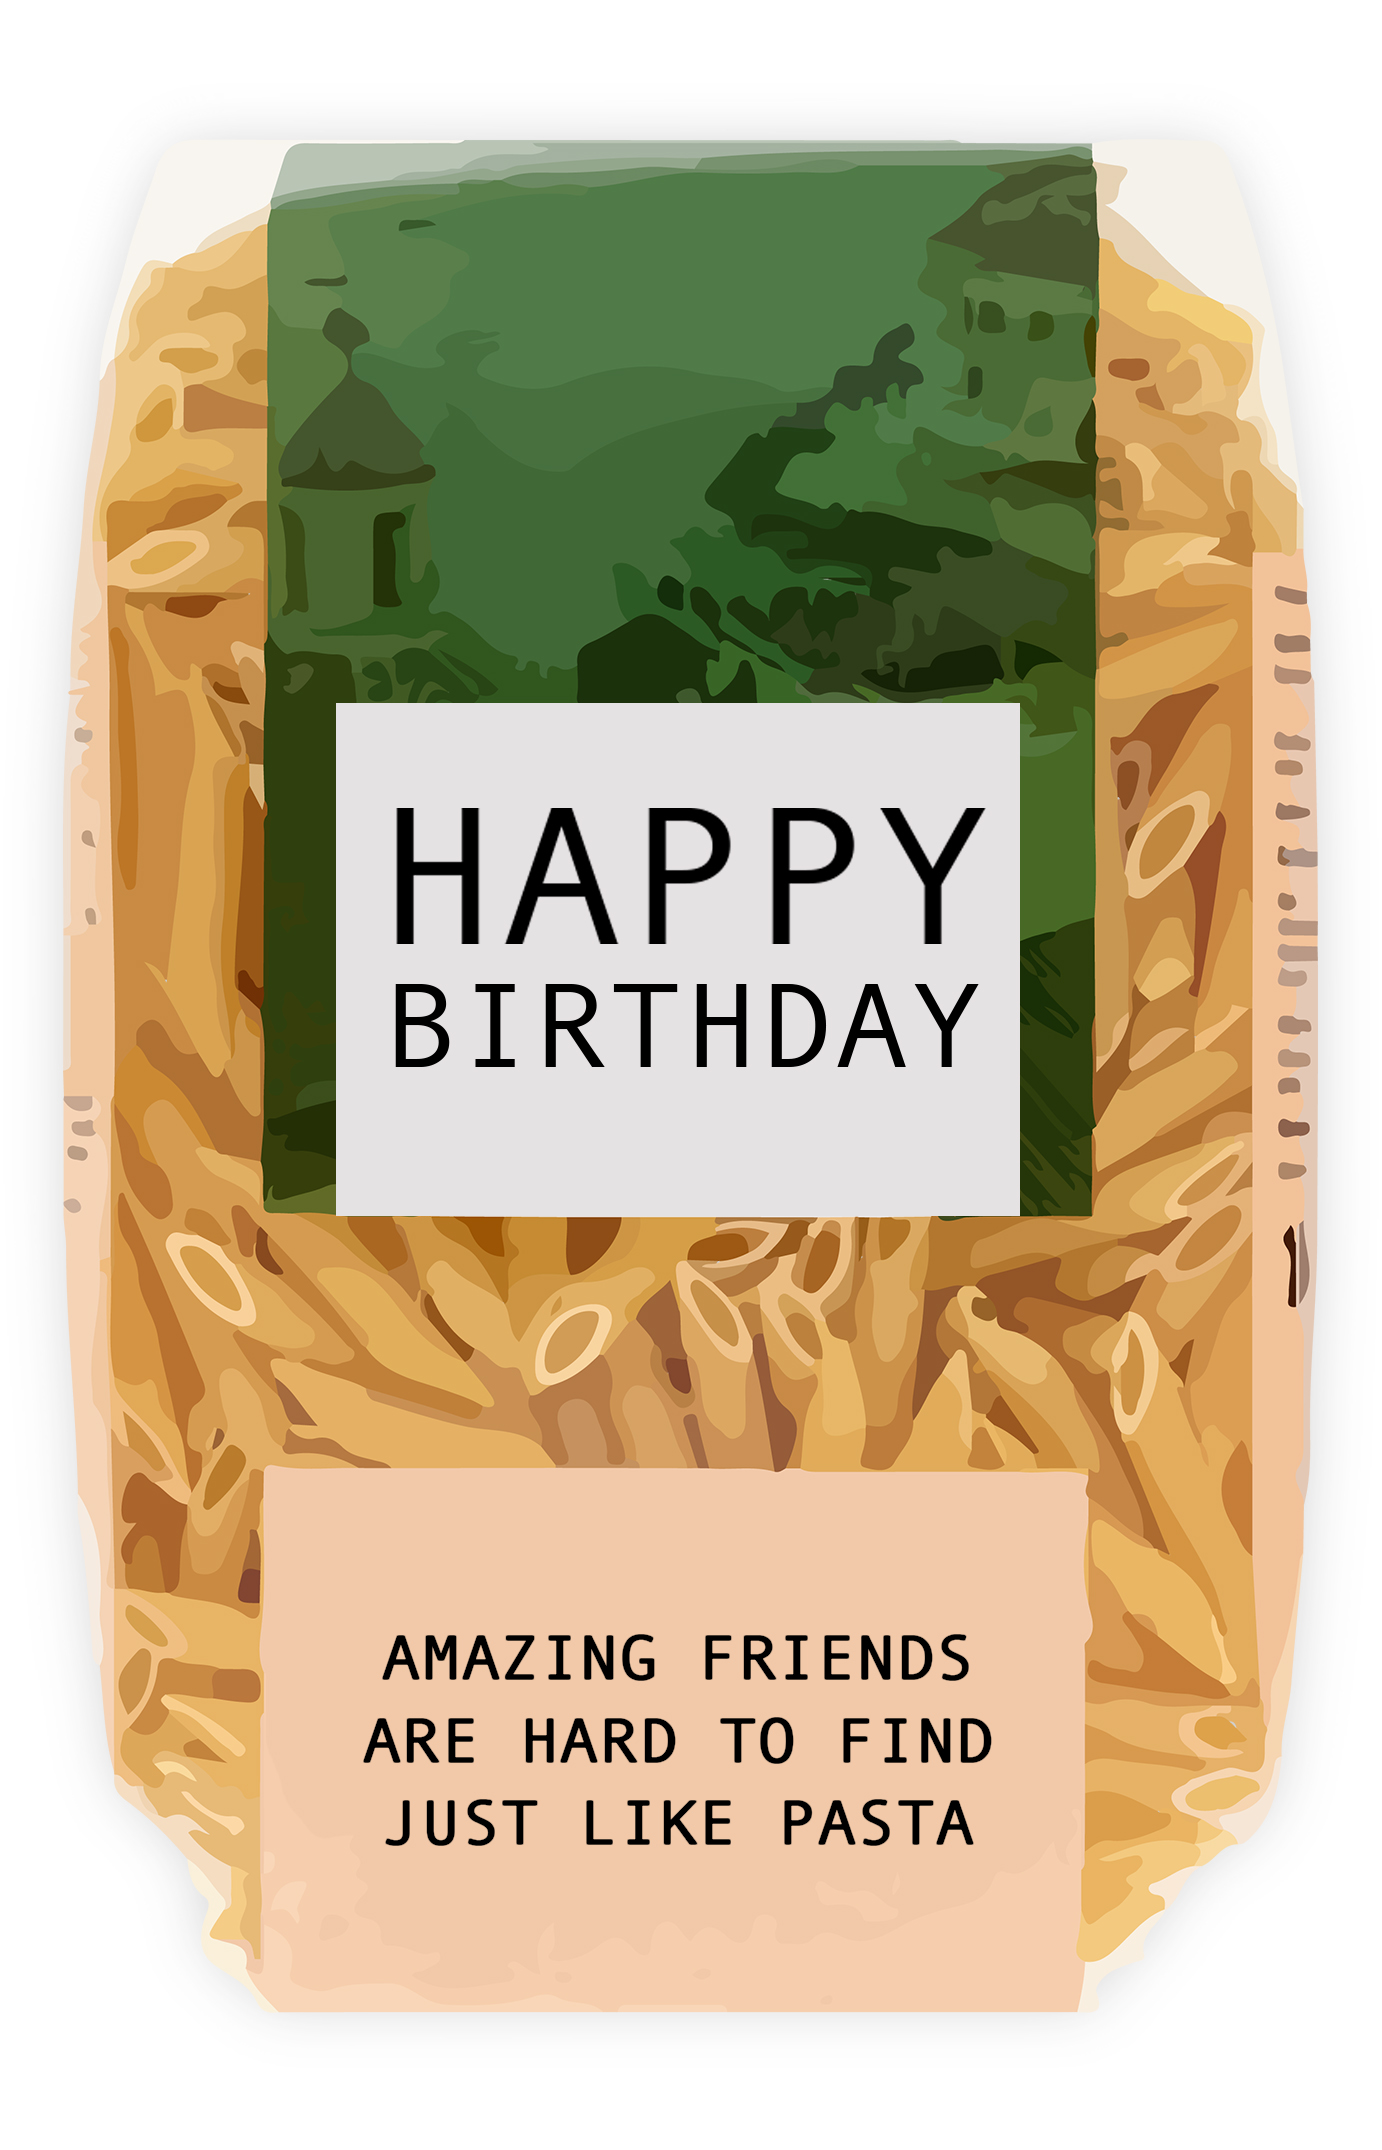 HAPPY
BIRTHDAY
AMAZING FRIENDS
ARE HARD TO FIND
JUST LIKE PASTA